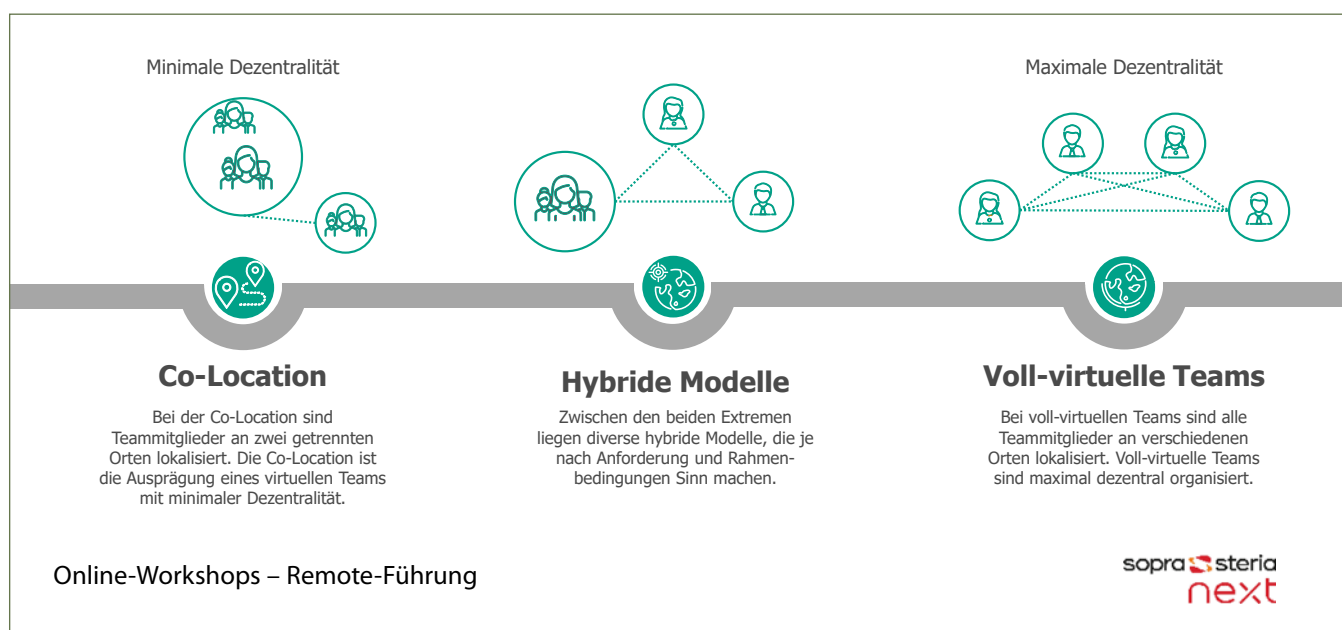 Minimale Dezentralität
Maximale Dezentralität
Co-Location
Bei der Co-Location sind
Teammitglieder an zwei getrennten
Orten lokalisiert. Die Co-Location ist
die Ausprägung eines virtuellen Teams
mit minimaler Dezentralität.
Hybride Modelle
Zwischen den beiden Extremen
liegen diverse hybride Modelle, die je
nach Anforderung und Rahmen-
bedingungen Sinn machen.
Voll-virtuelle Teams
Bei voll-virtuellen Teams sind alle
Teammitglieder an verschiedenen
Orten lokalisiert. Voll-virtuelle Teams
sind maximal dezentral organisiert.
Online-Workshops – Remote-Führung
sopra steria
next